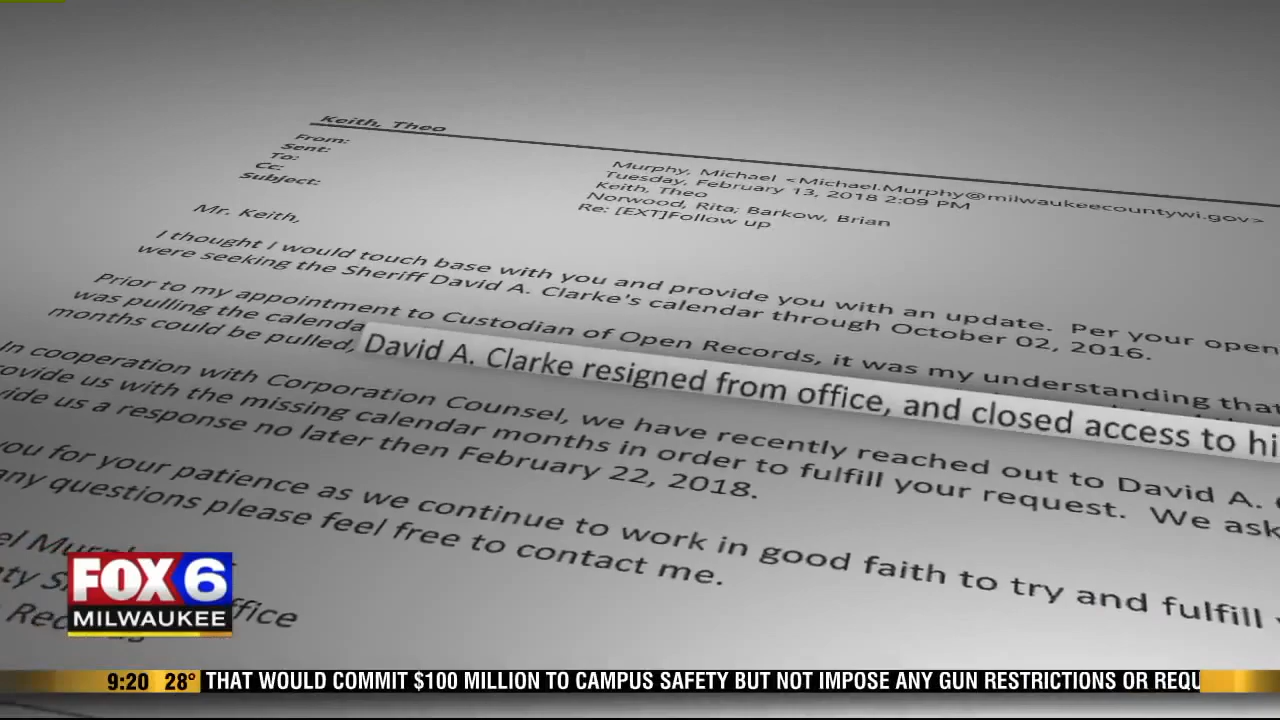 Keith, Theo
From: Murphy, Michael <Michael.Murphy@milwaukeecountywi.gov>
Sent: Tuesday, February 13, 2018 2:09 PM
To: Keith, Theo
Cc: Norwood, Rita; Barkow, Brian
Subject: Re: [EXT]Follow up
Mr. Keith,
I thought I would touch base with you and provide you with an update. Per your open
were seeking the Sheriff David A. Clarke's calendar through October 02, 2016.
Prior to my appointment to Custodian of Open Records, it was my understanding that
was pulling the calenda
months could be pulled, David A. Clarke resigned from office, and closed access to hi
In cooperation with Corporation Counsel, we have recently reached out to David A.
ovide us with the missing calendar months in order to fulfill your request. We ask
vide us a response no later then February 22, 2018.
you for your patience as we continue to work in good faith to try and fulfill
any questions please feel free to contact me.
el Mur
nty S ffice
Rec
FOX 6
MILWAUKEE
9:20 28° THAT WOULD COMMIT $100 MILLION TO CAMPUS SAFETY BUT NOT IMPOSE ANY GUN RESTRICTIONS OR REQU